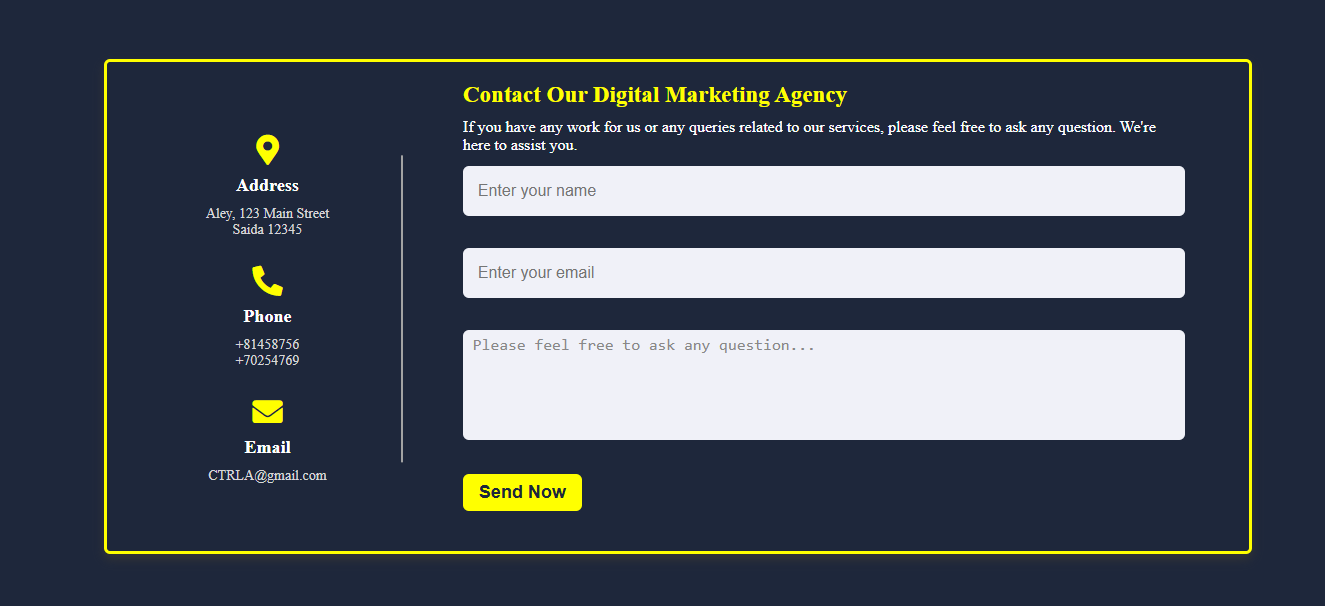 Address
Aley, 123 Main Street
Saida 12345
Phone
+81458756
+70254769
Email
CTRLA@gmail.com
Contact Our Digital Marketing Agency
If you have any work for us or any queries related to our services, please feel free to ask any question. We're
here to assist you.
Enter your name
Enter your email
Please feel free to ask any question...
Send Now